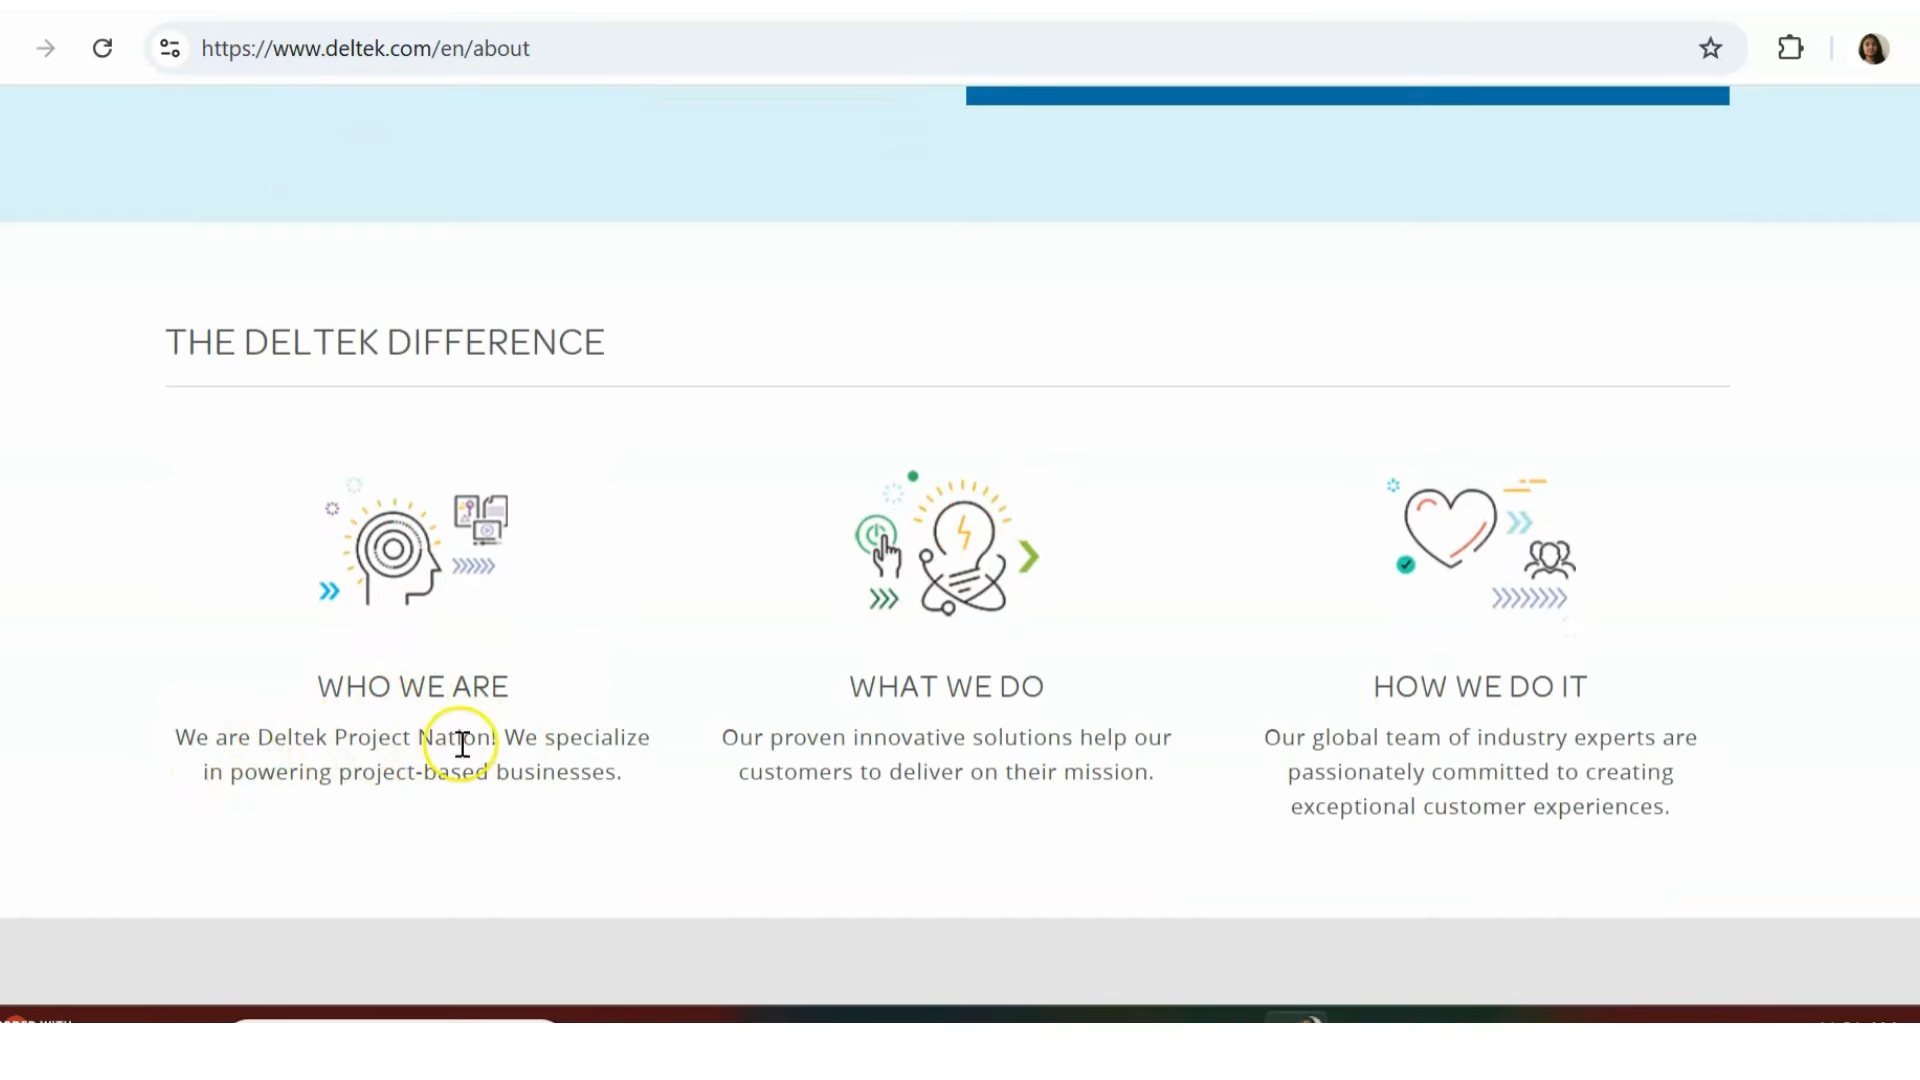 https://www.deltek.com/en/about
THE DELTEK DIFFERENCE
WHO WE ARE
We are Deltek Project Nation! We specialize
in powering project-based businesses.
WHAT WE DO
Our proven innovative solutions help our
customers to deliver on their mission.
HOW WE DO IT
Our global team of industry experts are
passionately committed to creating
exceptional customer experiences.